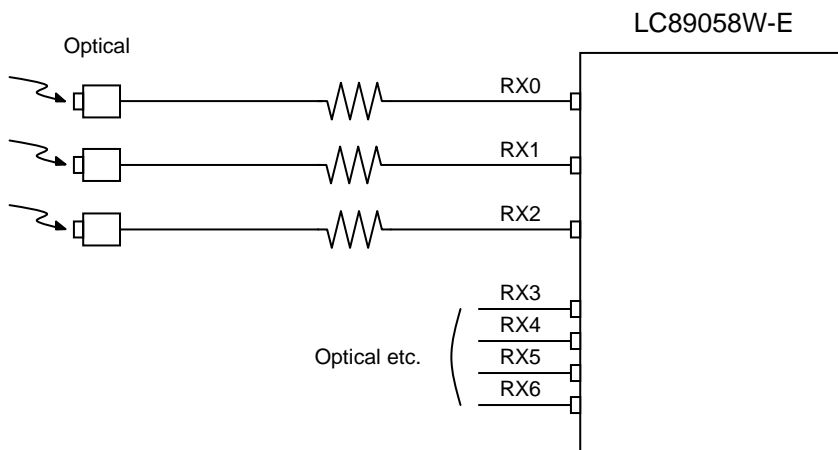 LC89058W-E
Optical
RX0
RX1
RX2
RX3
RX4
Optical etc.
RX5
RX6